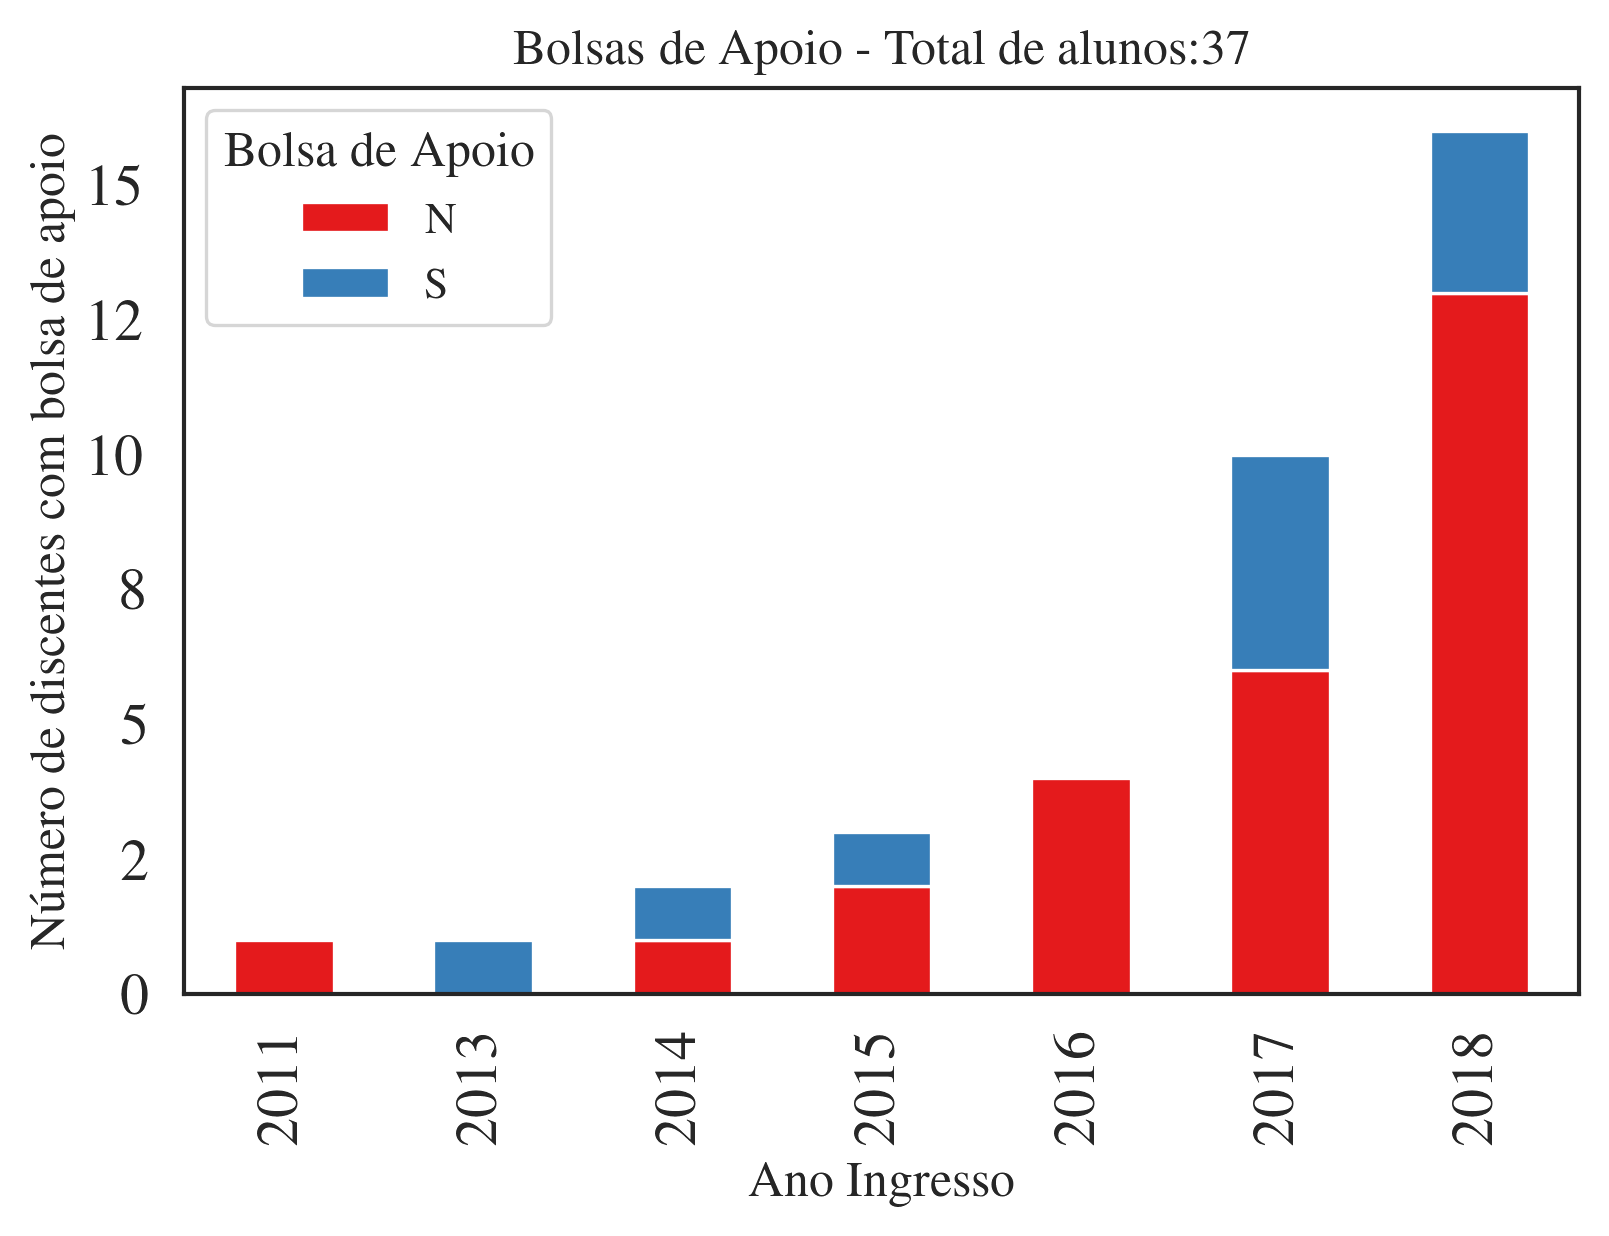 Bolsas de Apoio - Total de alunos:37
Bolsa de Apoio
N
S
Número de discentes com bolsa de apoio
15
12
10
8
5
2
0
2011
2013
2014
2015
2016
2017
2018
Ano Ingresso